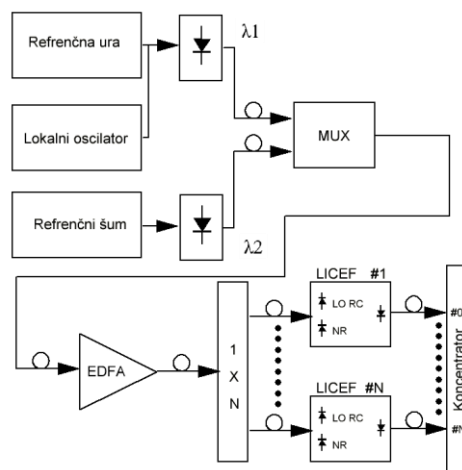 Refrenčna ura
λ1
Lokalni oscilator
MUX
Refrenčni šum
λ2
LICEF #1
LO RC
NR
#0
EDFA
1
X
N
Koncentrator
LICEF #N
LO RC
NR
#N